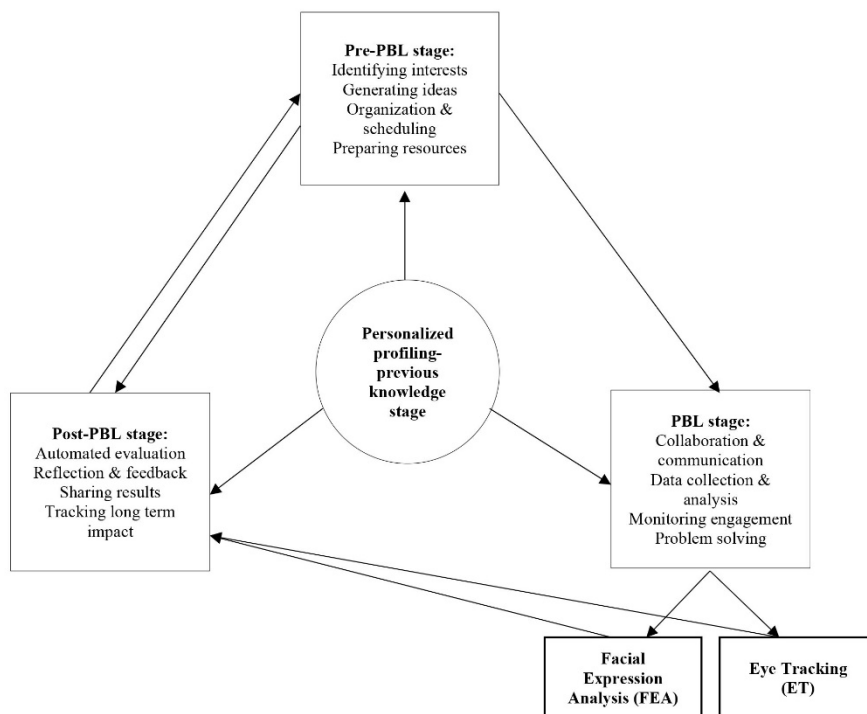 Pre-PBL stage:
Identifying interests
Generating ideas
Organization &
scheduling
Preparing resources
Personalized
profiling-
previous
knowledge
stage
Post-PBL stage:
Automated evaluation
Reflection & feedback
Sharing results
Tracking long term
impact
PBL stage:
Collaboration &
communication
Data collection &
analysis
Monitoring engagement
Problem solving
Facial
Expression
Analysis (FEA)
Eye Tracking
(ET)